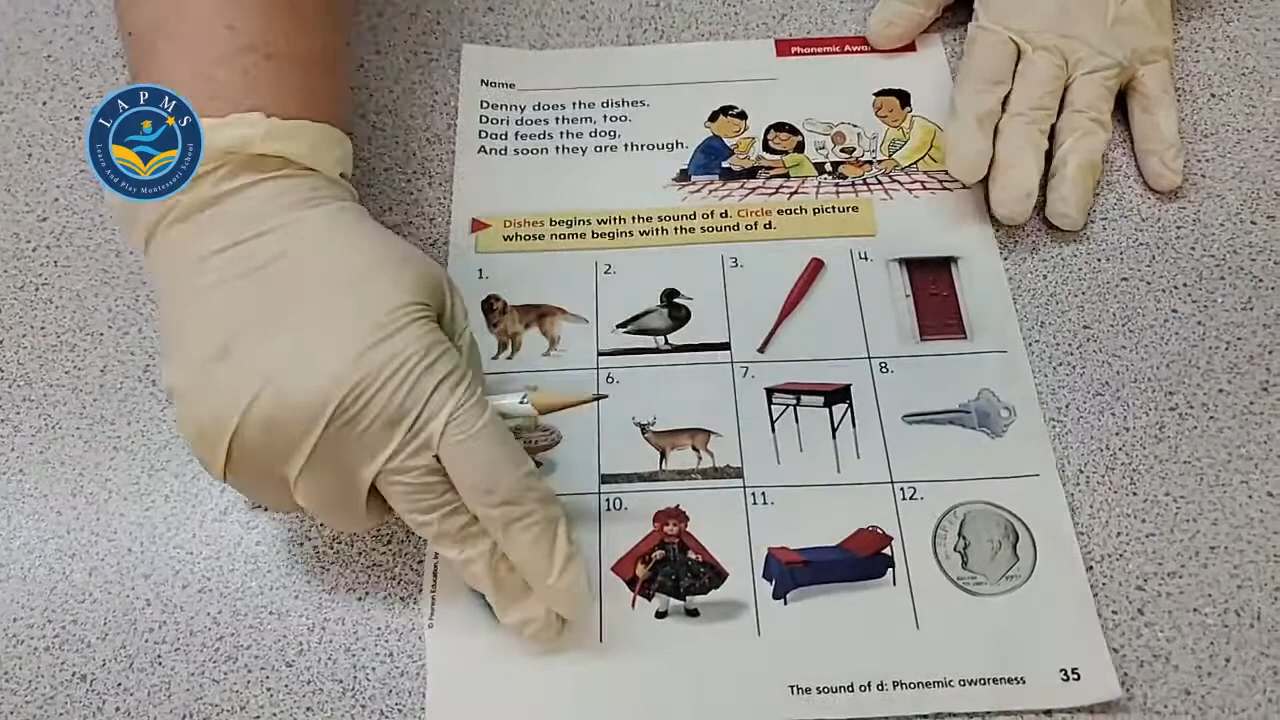 LAPMS
Learn And Play Montessori School
Name
Denny does the dishes.
Dori does them, too.
Dad feeds the dog,
And soon they are through.
Dishes begins with the sound of d. Circle each picture
whose name begins with the sound of d.
1. 2. 3. 4.
6. 7. 8.
10. 11. 12.
© Pearson Education,
The sound of d: Phonemic awareness 35
Phonemic